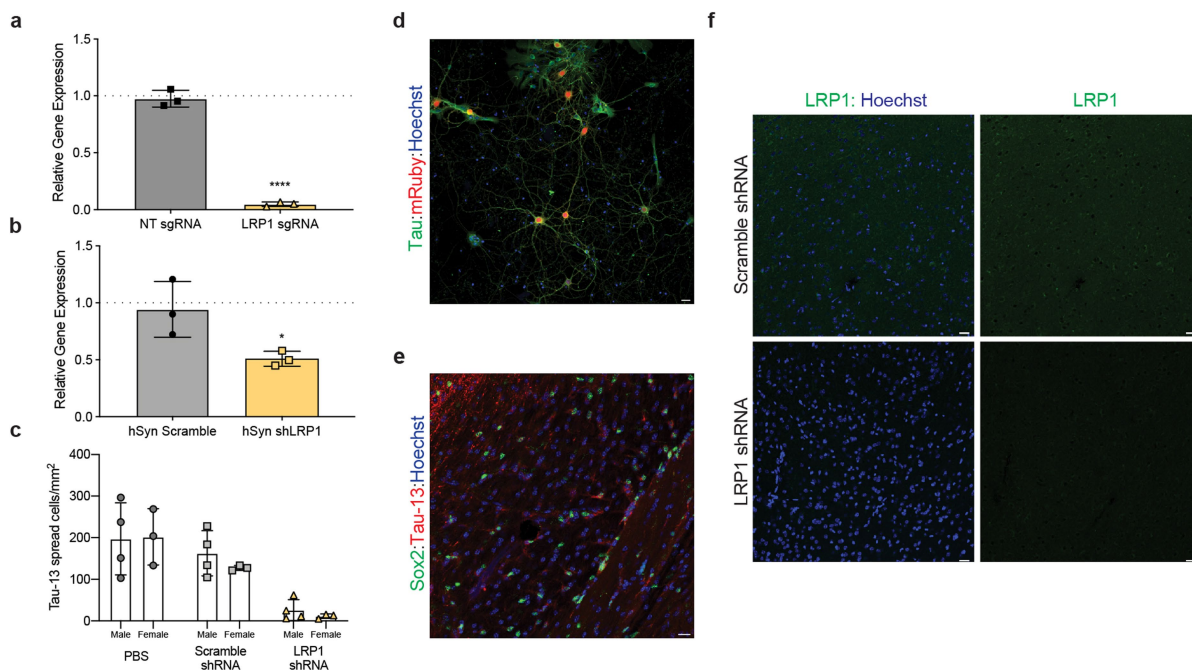 a
Relative Gene Expression
1.5
1.0
0.5
0.0
NT sgRNA
LRP1 sgRNA
****
b
Relative Gene Expression
1.5
1.0
0.5
0.0
hSyn Scramble
hSyn shLRP1
*
c
Tau-13 spread cells/mm²
400
300
200
100
0
Male Female Male Female Male Female
PBS
Scramble
shRNA
LRP1
shRNA
d
Tau:mRuby:Hoechst
e
Sox2:Tau-13:Hoechst
f
LRP1: Hoechst
LRP1
Scramble shRNA
LRP1 shRNA